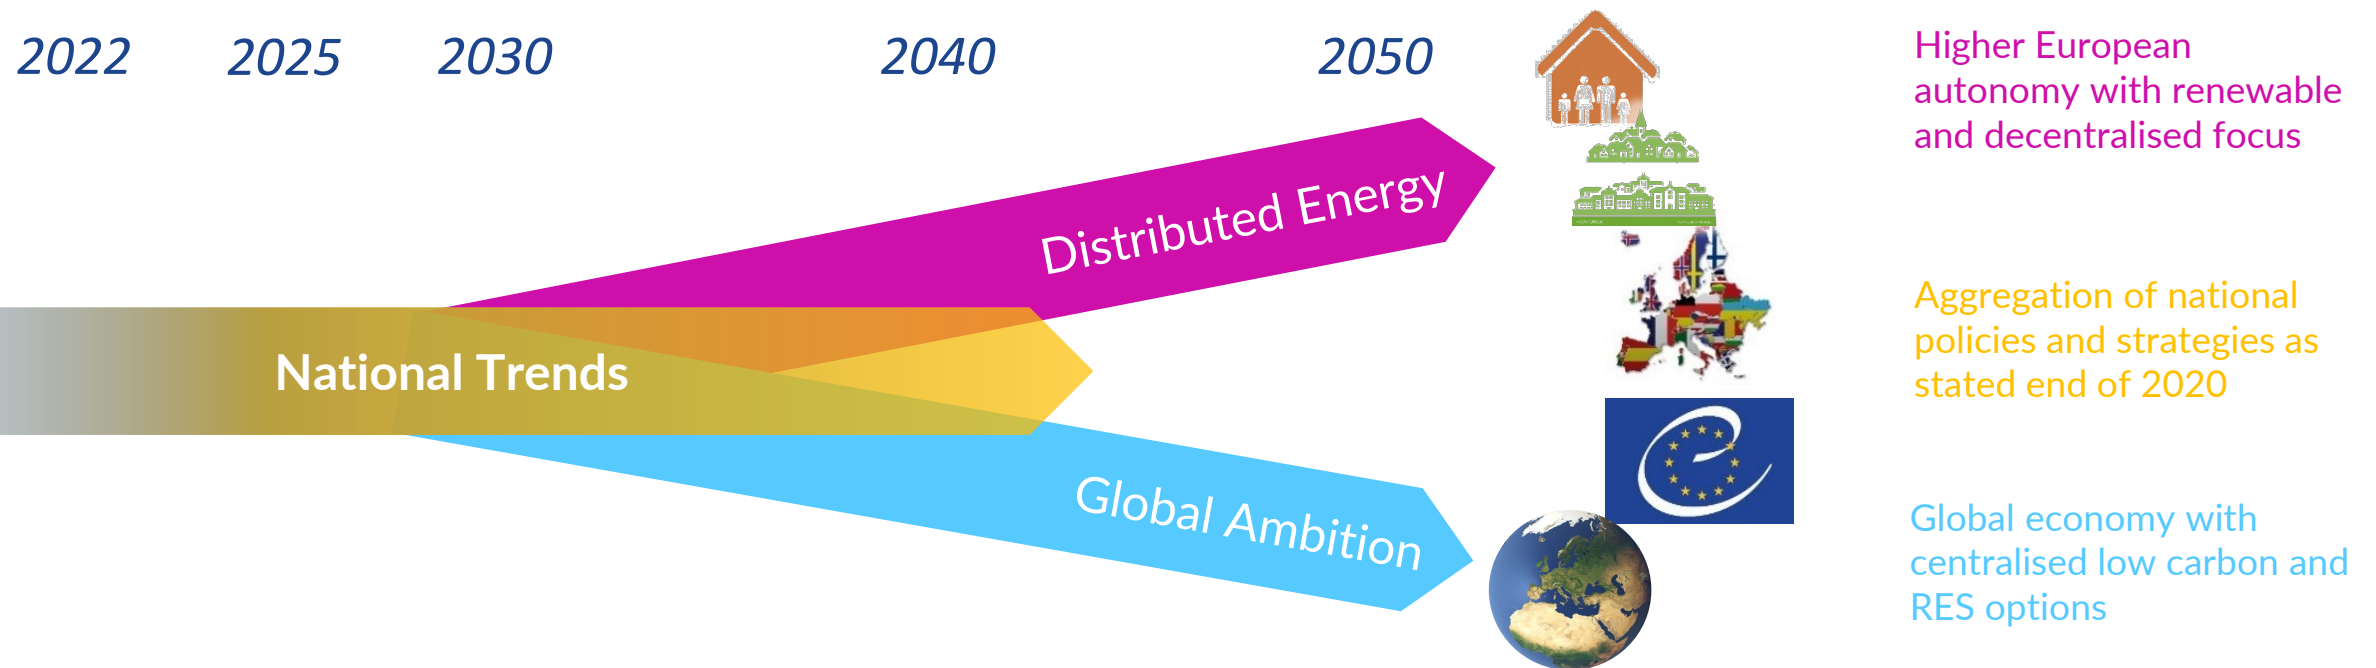 2022 2025 2030 2040 2050
Higher European
autonomy with renewable
and decentralised focus
Distributed Energy
National Trends
Aggregation of national
policies and strategies as
stated end of 2020
Global Ambition
Global economy with
centralised low carbon and
RES options